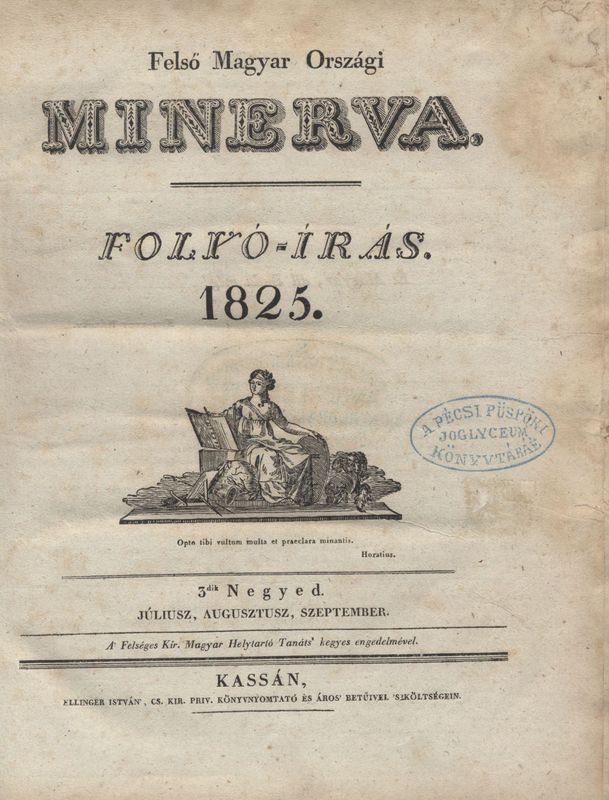 Felső Magyar Országi
MINERVA.
FOLYÓ-ÍRÁS.
1825.
A PÉCSI PÜSPÖKI
JOGLYCEUM
KÖNYVTÁRÁÉ
Opto tibi vultum multa et praeclara minantis.
Horatius.
3dik Negyed.
JÚLIUSZ, AUGUSZTUSZ, SZEPTEMBER.
A' Felséges Kir. Magyar Helytartó Tanáts' kegyes engedelmével.
KASSÁN,
ELLINGER ISTVÁN', CS. KIR. PRIV. KÖNYVNYOMTATÓ ÉS ÁROS' BETŰIVEL 'S KÖLTSÉGEIN.